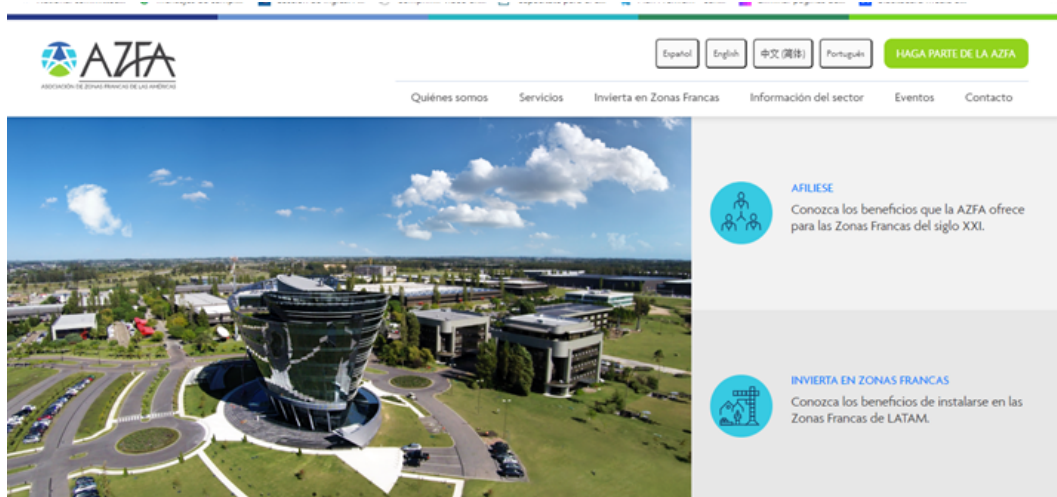 AZFA
ASOCIACIÓN DE ZONAS FRANCAS DE LAS AMÉRICAS
Español English 中文 (简体) Português HAGA PARTE DE LA AZFA
Quiénes somos Servicios Invierta en Zonas Francas Información del sector Eventos Contacto
AFILIESE
Conozca los beneficios que la AZFA ofrece
para las Zonas Francas del siglo XXI.
INVIERTA EN ZONAS FRANCAS
Conozca los beneficios de instalarse en las
Zonas Francas de LATAM.